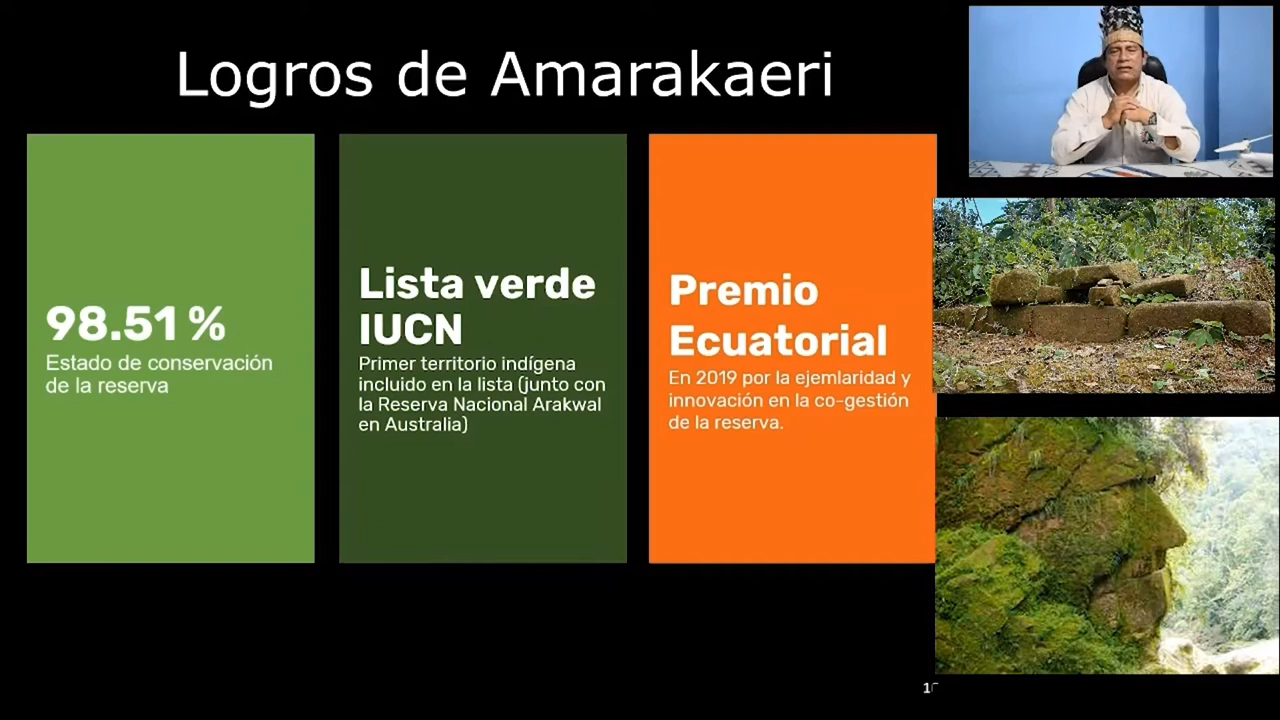 Logros de Amarakaeri
98.51 %
Estado de conservación
de la reserva
Lista verde
IUCN
Primer territorio indígena
incluido en la lista (junto con
la Reserva Nacional Arakwal
en Australia)
Premio
Ecuatorial
En 2019 por la ejemlaridad y
innovación en la co-gestión
de la reserva.